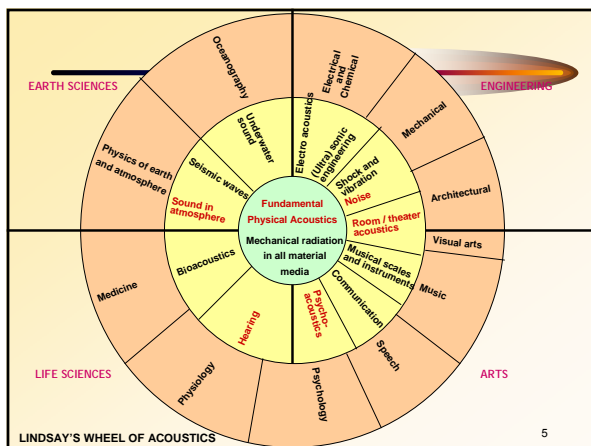 Oceanography
Electrical
and
Chemical
EARTH SCIENCES
ENGINEERING
Mechanical
Underwater
sound
Electro acoustics
(Ultra) sonic
engineering
Physics of earth
and atmosphere
Seismic waves
Shock and
vibration
Noise
Architectural
Sound in
atmosphere
Fundamental
Physical Acoustics
Mechanical radiation
in all material
media
Room / theater
acoustics
Visual arts
Bioacoustics
Musical scales
and instruments
Medicine
Music
Communication
Hearing
Psycho-
acoustics
Speech
LIFE SCIENCES
ARTS
Physiology
Psychology
LINDSAY'S WHEEL OF ACOUSTICS
5